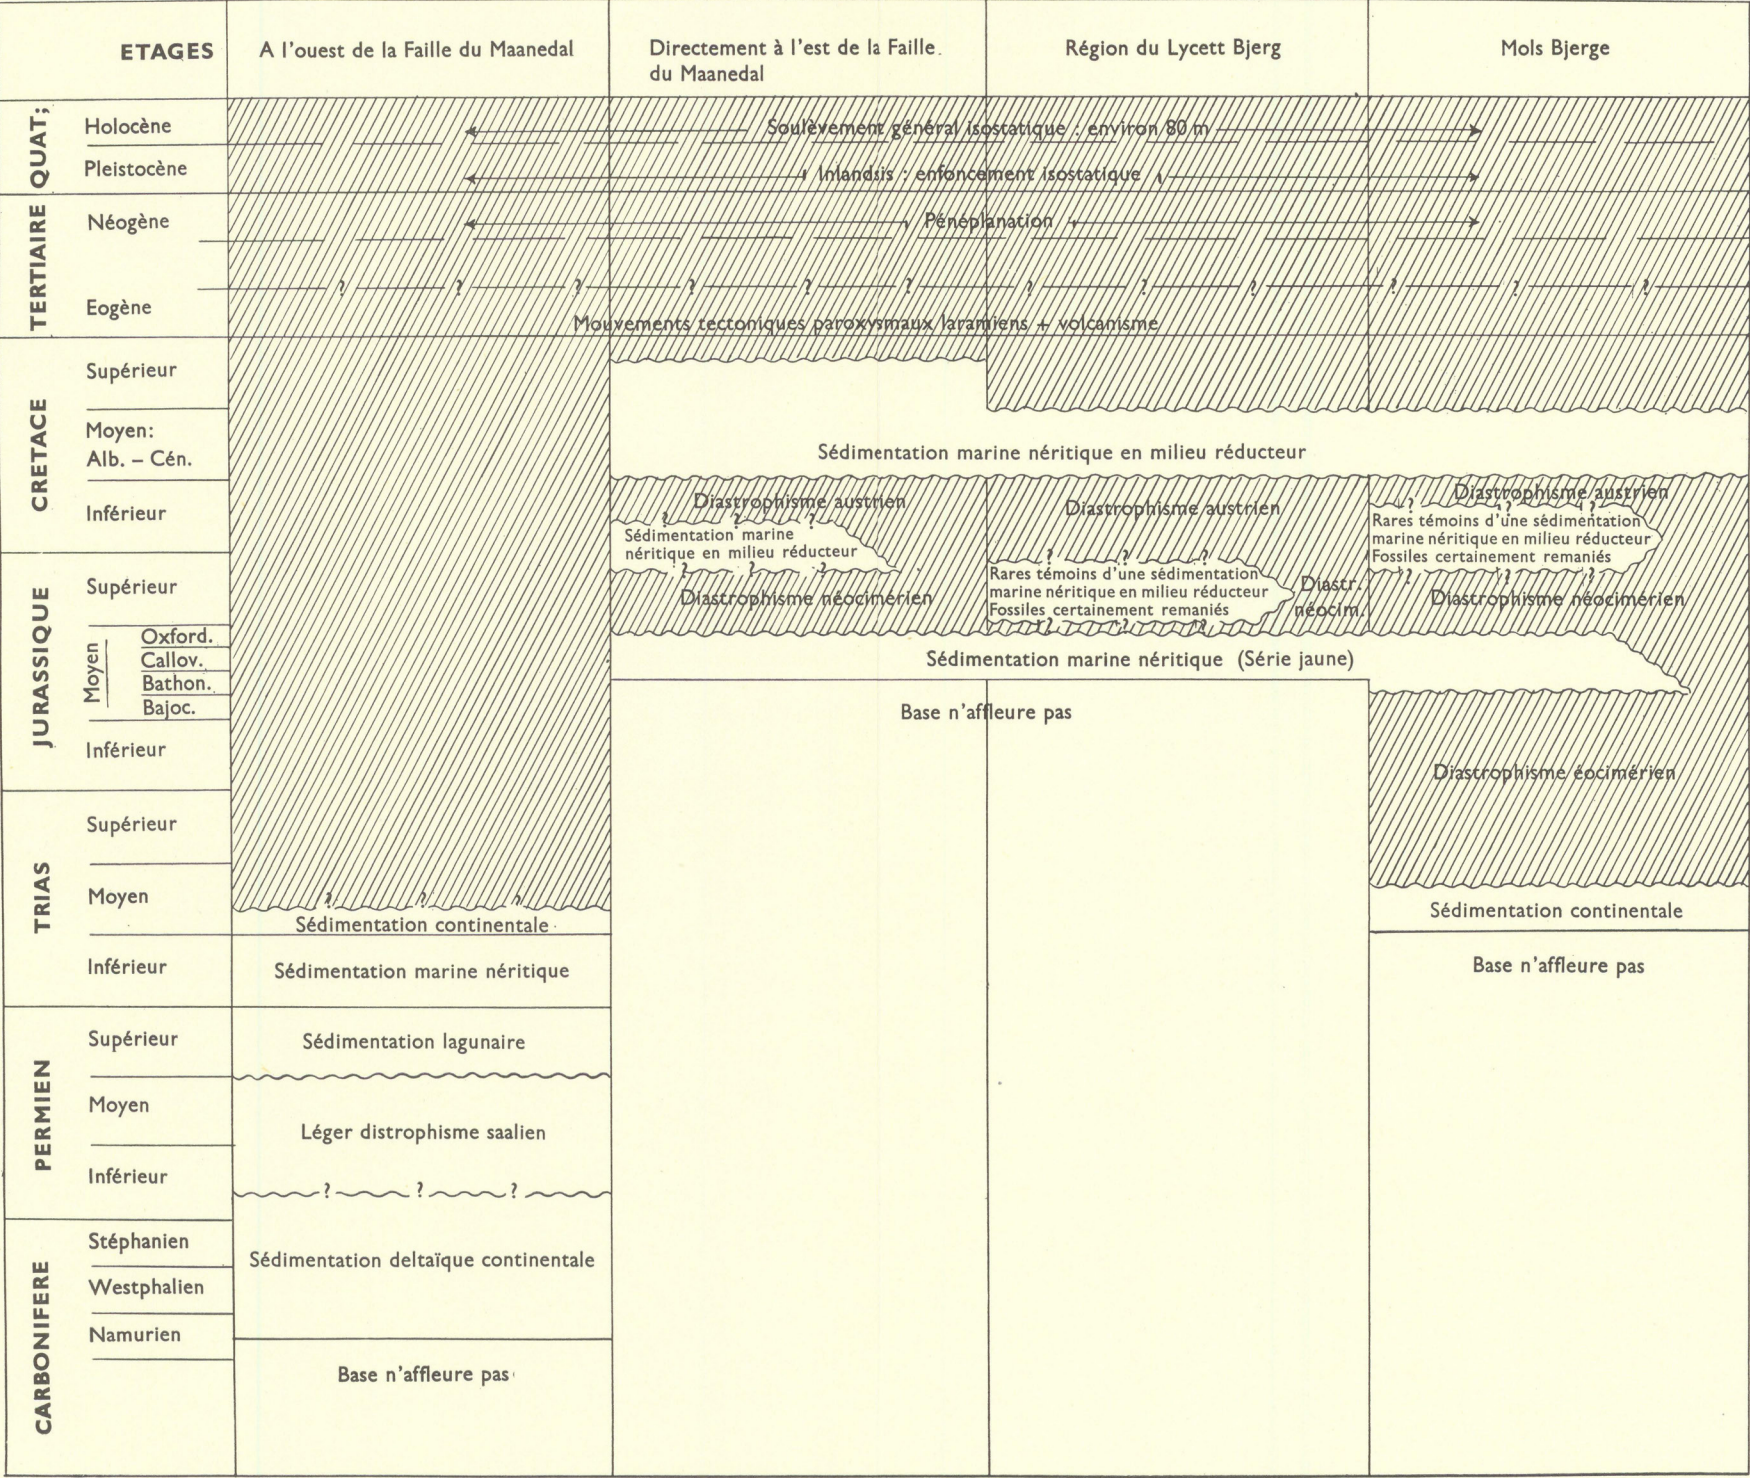 ETAGES
A l'ouest de la Faille du Maanedal
Directement à l'est de la Faille.
du Maanedal
Région du Lycett Bjerg
Mols Bjerge
QUAT;
Holocène
Soulèvement général isostatique : environ 80 m
Pleistocène
Inlandsis : enfoncement isostatique
TERTIAIRE
Néogène
Pénéplanation
? ? ? ? ? ? ? ? ? ? ? ?
Eogène
Mouvements tectoniques paroxysmaux laramiens + volcanisme
CRETACE
Supérieur
Moyen:
Alb. – Cén.
Sédimentation marine néritique en milieu réducteur
Inférieur
Diastrophisme austrien
? ? ?
Sédimentation marine
néritique en milieu réducteur
? ? ?
Diastrophisme néocimérien
Diastrophisme austrien
? ? ?
Rares témoins d'une sédimentation
marine néritique en milieu réducteur
Fossiles certainement remaniés
? ? ?
Diastr.
néocim.
Diastrophisme austrien
? ? ?
Rares témoins d'une sédimentation
marine néritique en milieu réducteur
Fossiles certainement remaniés
? ? ?
Diastrophisme néocimérien
JURASSIQUE
Supérieur
Moyen
Oxford.
Callov.
Bathon.
Bajoc.
Sédimentation marine néritique (Série jaune)
Base n'affleure pas
Inférieur
Diastrophisme éocimérien
TRIAS
Supérieur
Moyen
? ? ?
Sédimentation continentale
Sédimentation continentale
Inférieur
Sédimentation marine néritique
Base n'affleure pas
PERMIEN
Supérieur
Sédimentation lagunaire
Moyen
Léger distrophisme saalien
Inférieur
? ? ?
CARBONIFERE
Stéphanien
Sédimentation deltaïque continentale
Westphalien
Namurien
Base n'affleure pas